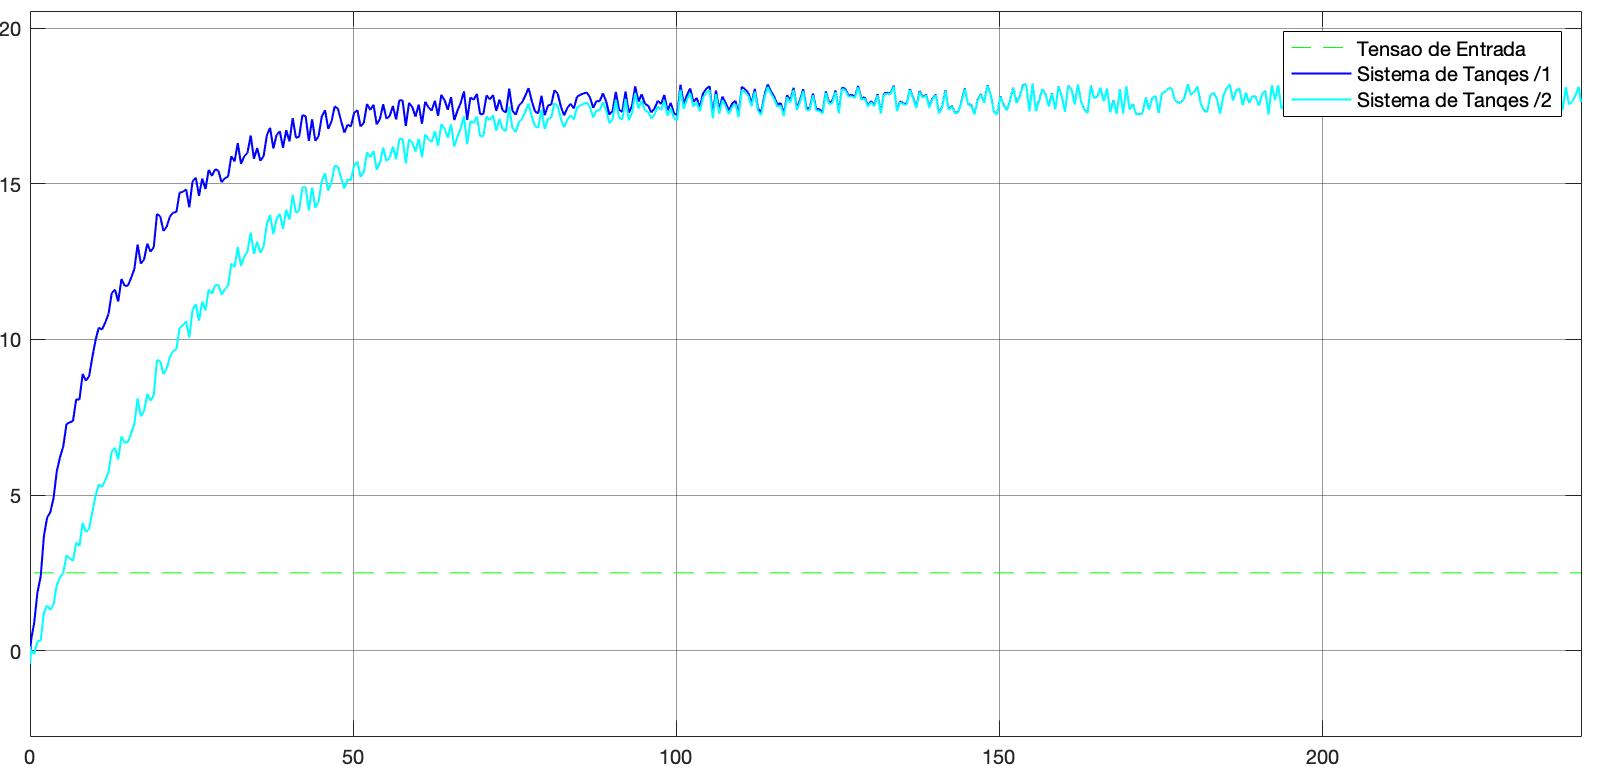 20
Tensao de Entrada
Sistema de Tanqes /1
Sistema de Tanqes /2
15
10
5
0
0 50 100 150 200